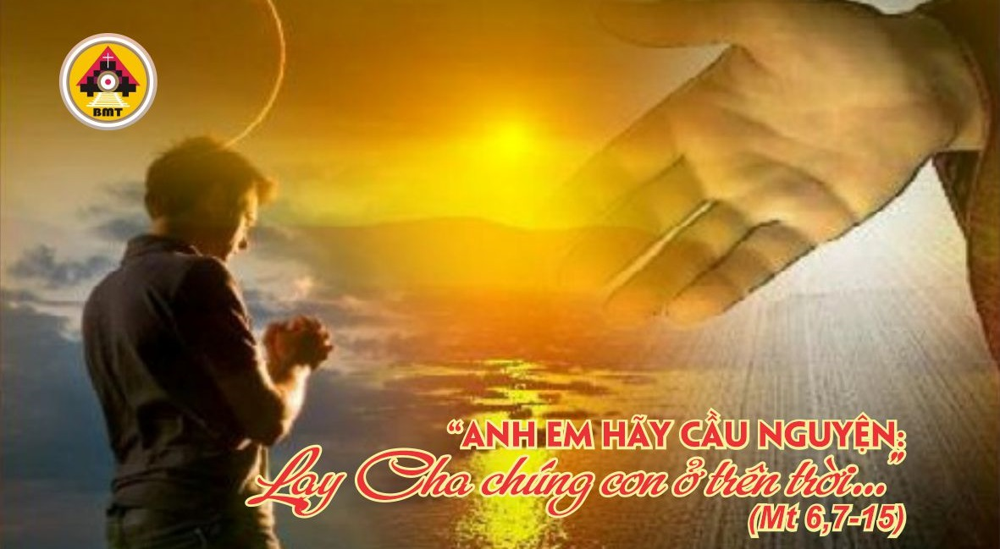 BMT
“ANH EM HÃY CẦU NGUYỆN:
Lạy Cha chúng con ở trên trời...”
(Mt 6,7-15)